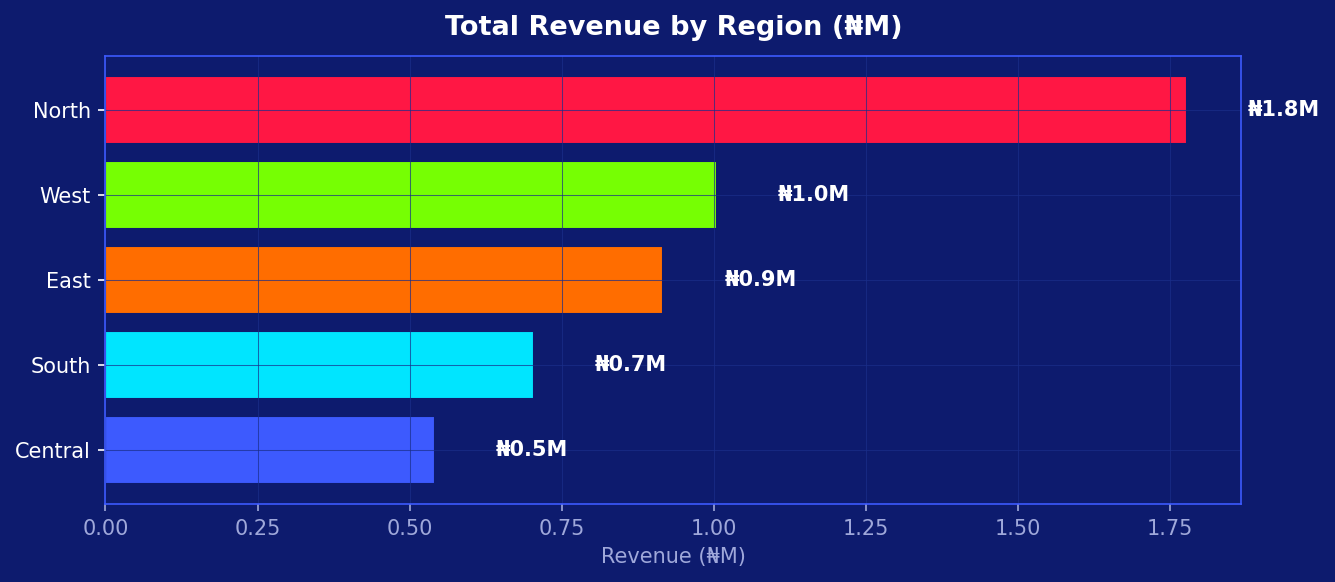 Total Revenue by Region (₦M)
North ₦1.8M
West ₦1.0M
East ₦0.9M
South ₦0.7M
Central ₦0.5M
0.00 0.25 0.50 0.75 1.00 1.25 1.50 1.75
Revenue (₦M)